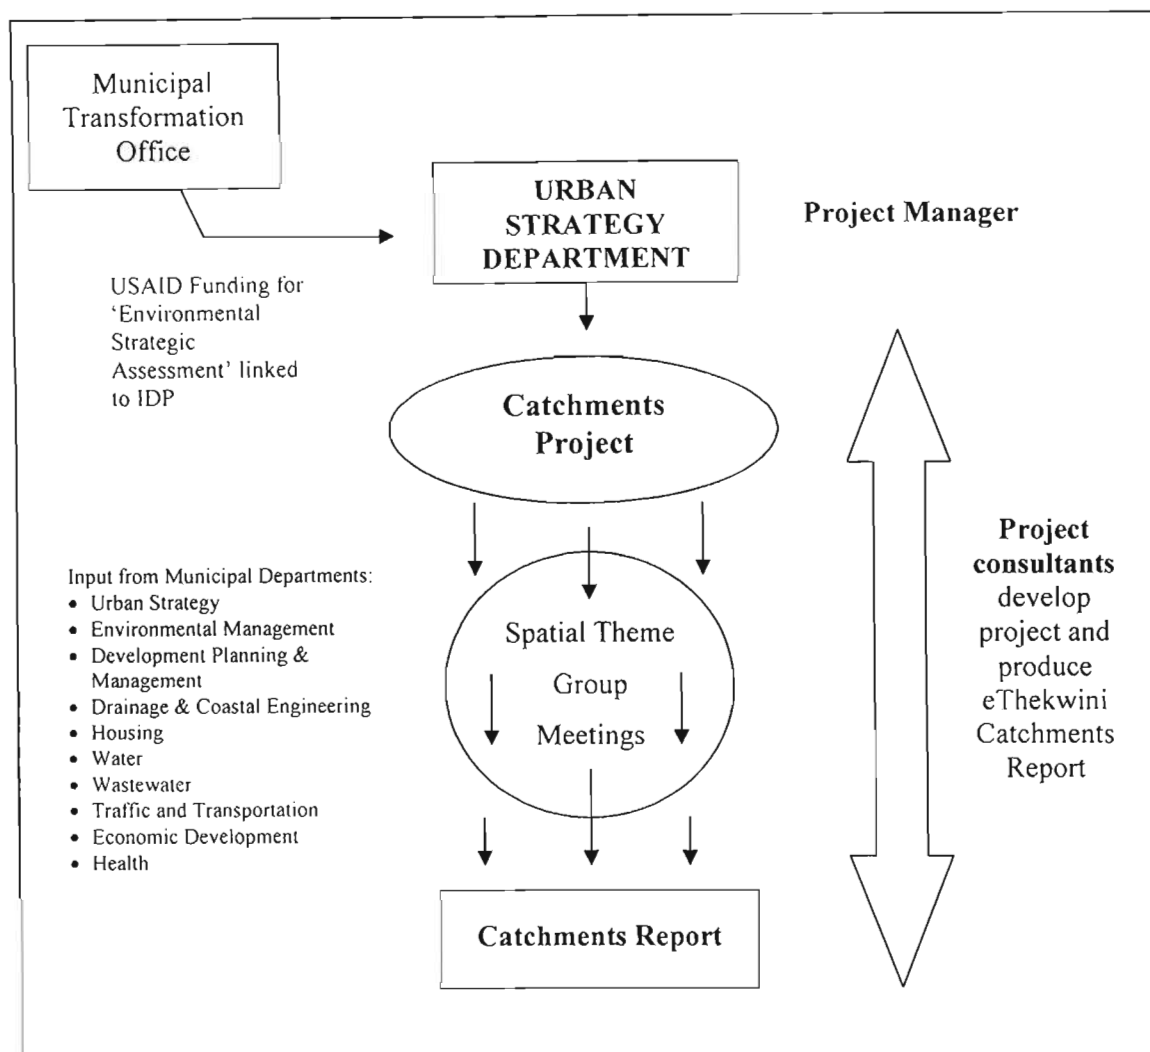 Municipal
Transformation
Office
URBAN
STRATEGY
DEPARTMENT
Project Manager
USAID Funding for
‘Environmental
Strategic
Assessment’ linked
to IDP
Catchments
Project
Input from Municipal Departments:
• Urban Strategy
• Environmental Management
• Development Planning &
Management
• Drainage & Coastal Engineering
• Housing
• Water
• Wastewater
• Traffic and Transportation
• Economic Development
• Health
Spatial Theme
Group
Meetings
Project
consultants
develop
project and
produce
eThekwini
Catchments
Report
Catchments Report